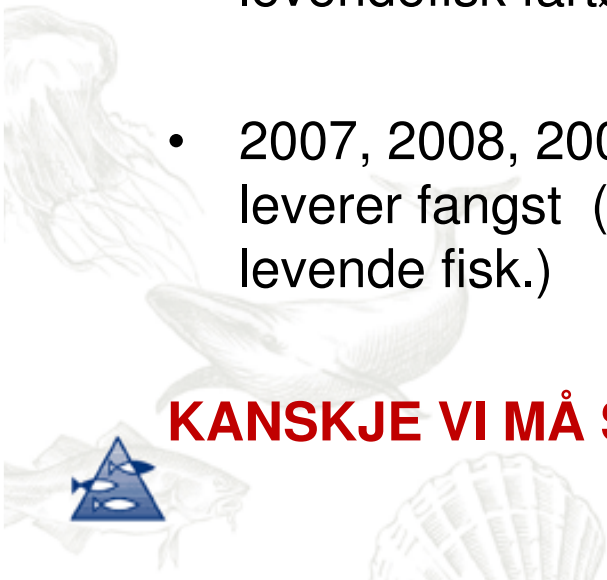 • 2007, 2008, 200
leverer fangst (
levende fisk.)
KANSKJE VI MÅ